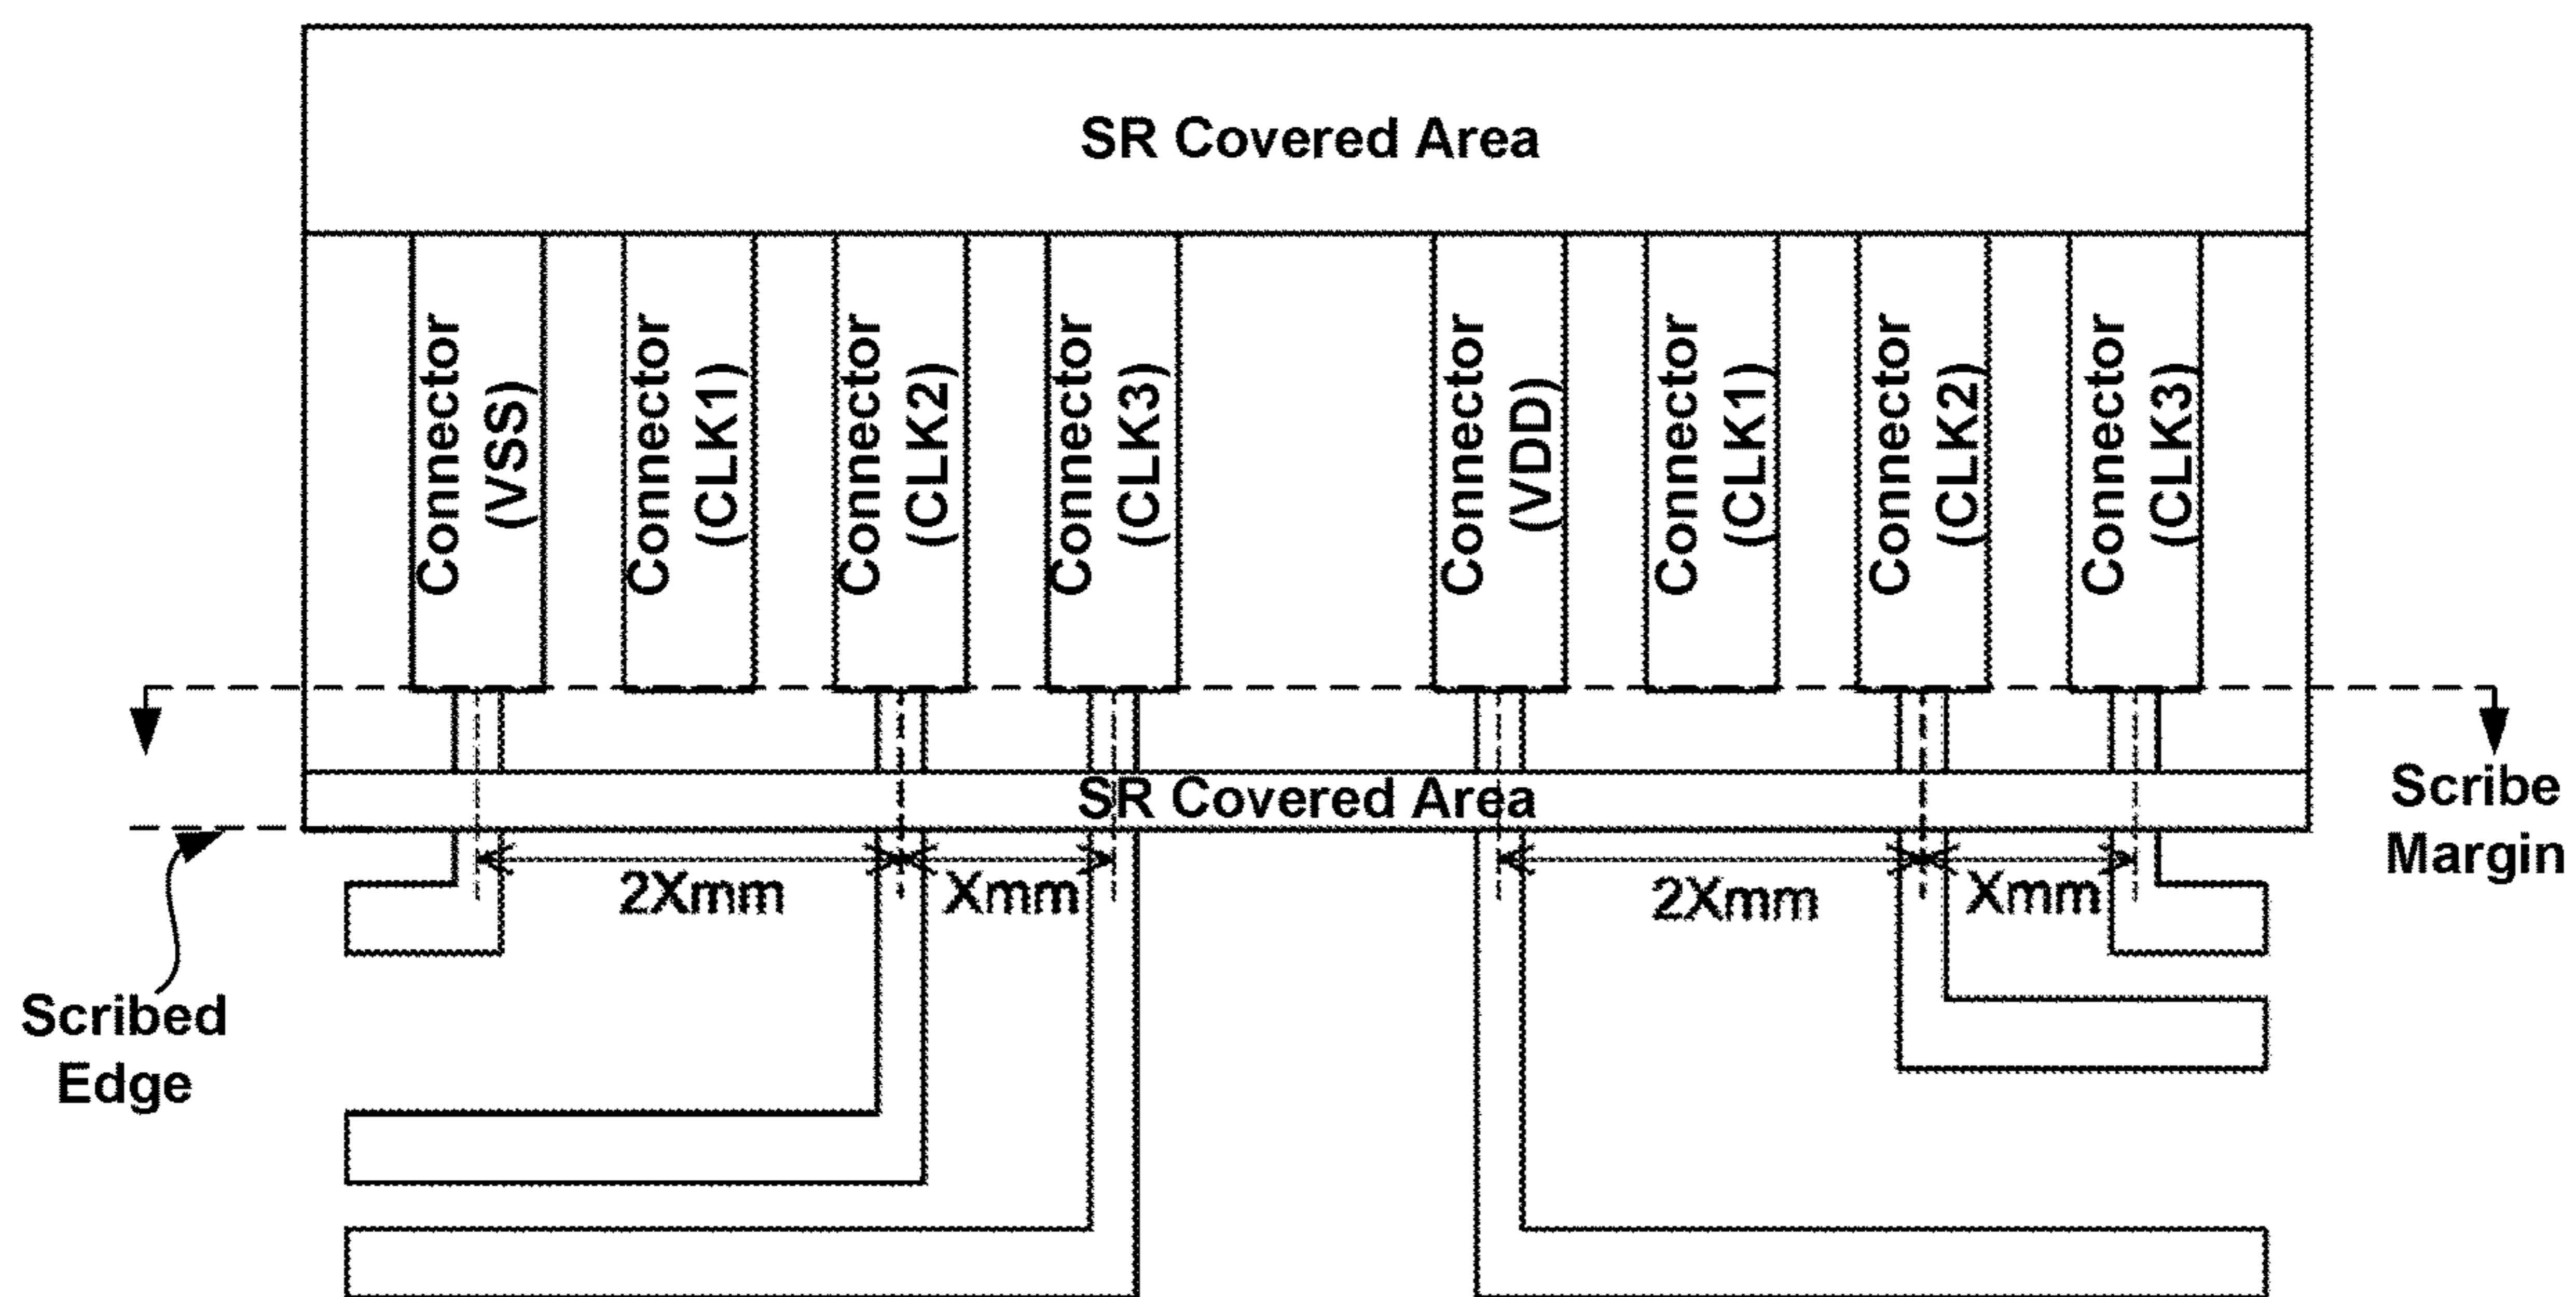 SR Covered Area
Connector
(VSS)
Connector
(CLK1)
Connector
(CLK2)
Connector
(CLK3)
Connector
(VDD)
Connector
(CLK1)
Connector
(CLK2)
Connector
(CLK3)
SR Covered Area
Scribe
Margin
2Xmm
Xmm
2Xmm
Xmm
Scribed
Edge